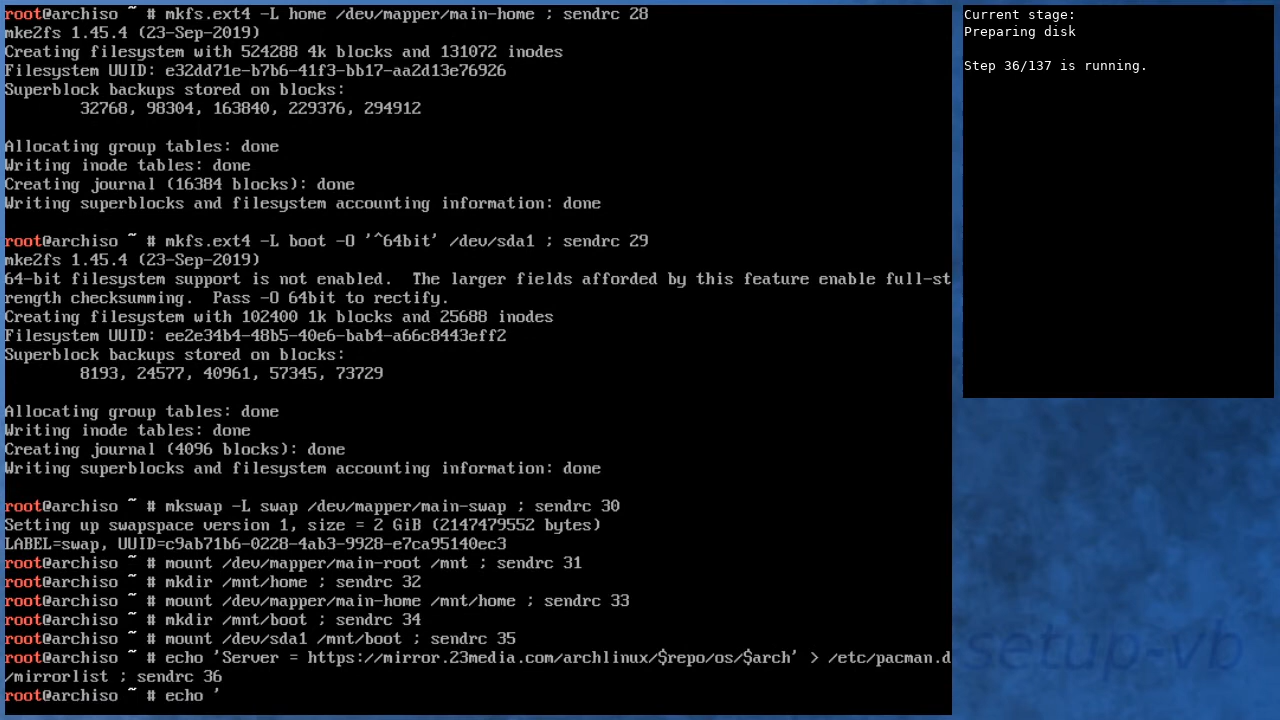 root@archiso ~ # mkfs.ext4 -L home /dev/mapper/main-home ; sendrc 28
mke2fs 1.45.4 (23-Sep-2019)
Creating filesystem with 524288 4k blocks and 131072 inodes
Filesystem UUID: e32dd71e-b7b6-41f3-bb17-aa2d13e76926
Superblock backups stored on blocks:
        32768, 98304, 163840, 229376, 294912

Allocating group tables: done
Writing inode tables: done
Creating journal (16384 blocks): done
Writing superblocks and filesystem accounting information: done

root@archiso ~ # mkfs.ext4 -L boot -O '^64bit' /dev/sda1 ; sendrc 29
mke2fs 1.45.4 (23-Sep-2019)
64-bit filesystem support is not enabled.  The larger fields afforded by this feature enable full-st
rength checksumming.  Pass -O 64bit to rectify.
Creating filesystem with 102400 1k blocks and 25688 inodes
Filesystem UUID: ee2e34b4-48b5-40e6-bab4-a66c8443eff2
Superblock backups stored on blocks:
        8193, 24577, 40961, 57345, 73729

Allocating group tables: done
Writing inode tables: done
Creating journal (4096 blocks): done
Writing superblocks and filesystem accounting information: done

root@archiso ~ # mkswap -L swap /dev/mapper/main-swap ; sendrc 30
Setting up swapspace version 1, size = 2 GiB (2147479552 bytes)
LABEL=swap, UUID=c9ab71b6-0228-4ab3-9928-e7ca95140ec3
root@archiso ~ # mount /dev/mapper/main-root /mnt ; sendrc 31
root@archiso ~ # mkdir /mnt/home ; sendrc 32
root@archiso ~ # mount /dev/mapper/main-home /mnt/home ; sendrc 33
root@archiso ~ # mkdir /mnt/boot ; sendrc 34
root@archiso ~ # mount /dev/sda1 /mnt/boot ; sendrc 35
root@archiso ~ # echo 'Server = https://mirror.23media.com/archlinux/$repo/os/$arch' > /etc/pacman.d
/mirrorlist ; sendrc 36
root@archiso ~ # echo '
Current stage:
Preparing disk

Step 36/137 is running.
setup-vb